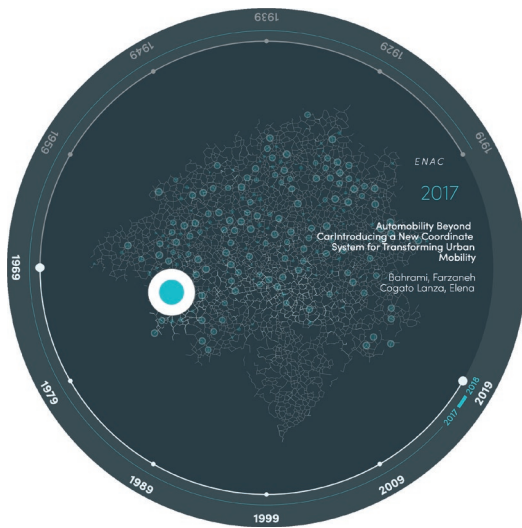 1939
1949
1929
1959
1919
ENAC
2017
Automobility Beyond
CarIntroducing a New Coordinate
System for Transforming Urban
Mobility
Bahrami, Farzaneh
Cogato Lanza, Elena
1969
1979
2017
2018
2019
1989
2009
1999